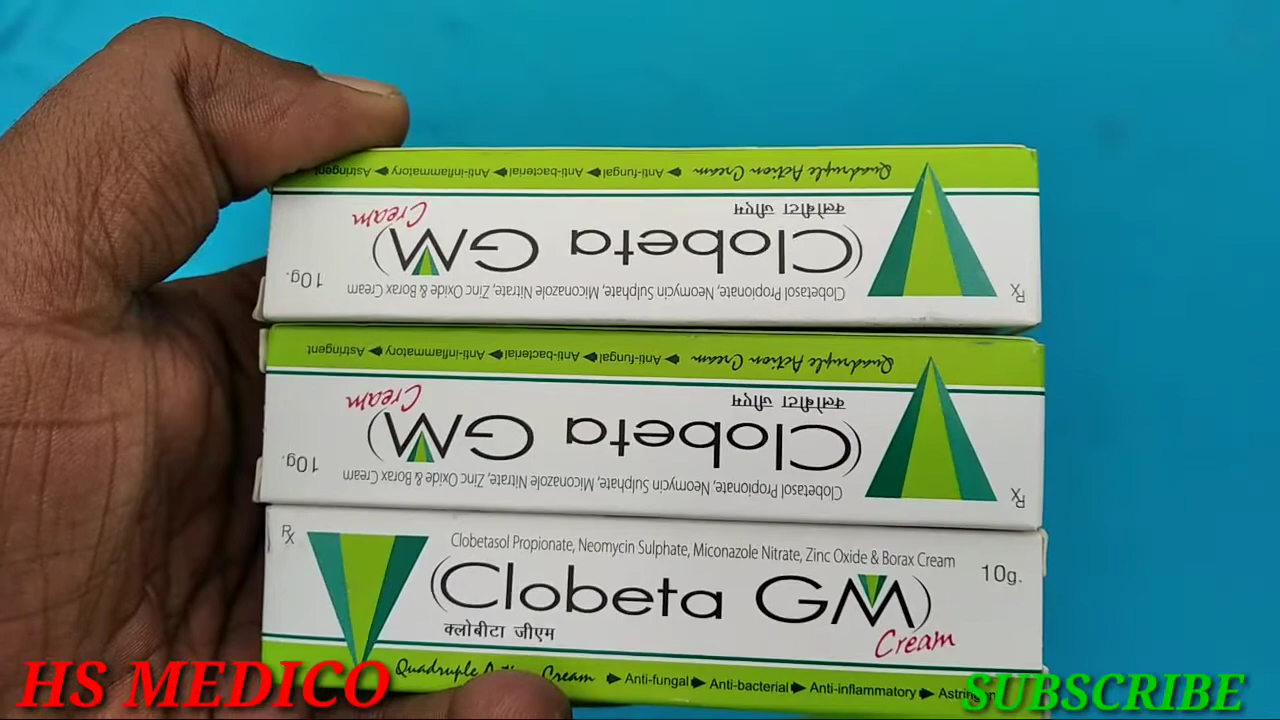 Quadruple Action Cream Anti-fungal Anti-bacterial Anti-inflammatory Astringent
क्लोबीटा जीएम
Cream
(Clobeta GM)
10g.
Clobetasol Propionate, Neomycin Sulphate, Miconazole Nitrate, Zinc Oxide & Borax Cream
Rx
Quadruple Action Cream Anti-fungal Anti-bacterial Anti-inflammatory Astringent
क्लोबीटा जीएम
Cream
(Clobeta GM)
10g.
Clobetasol Propionate, Neomycin Sulphate, Miconazole Nitrate, Zinc Oxide & Borax Cream
Rx
Rx
Clobetasol Propionate, Neomycin Sulphate, Miconazole Nitrate, Zinc Oxide & Borax Cream
10g.
(Clobeta GM)
क्लोबीटा जीएम
Cream
Quadruple Action Cream Anti-fungal Anti-bacterial Anti-inflammatory Astringen
HS MEDICO
SUBSCRIBE